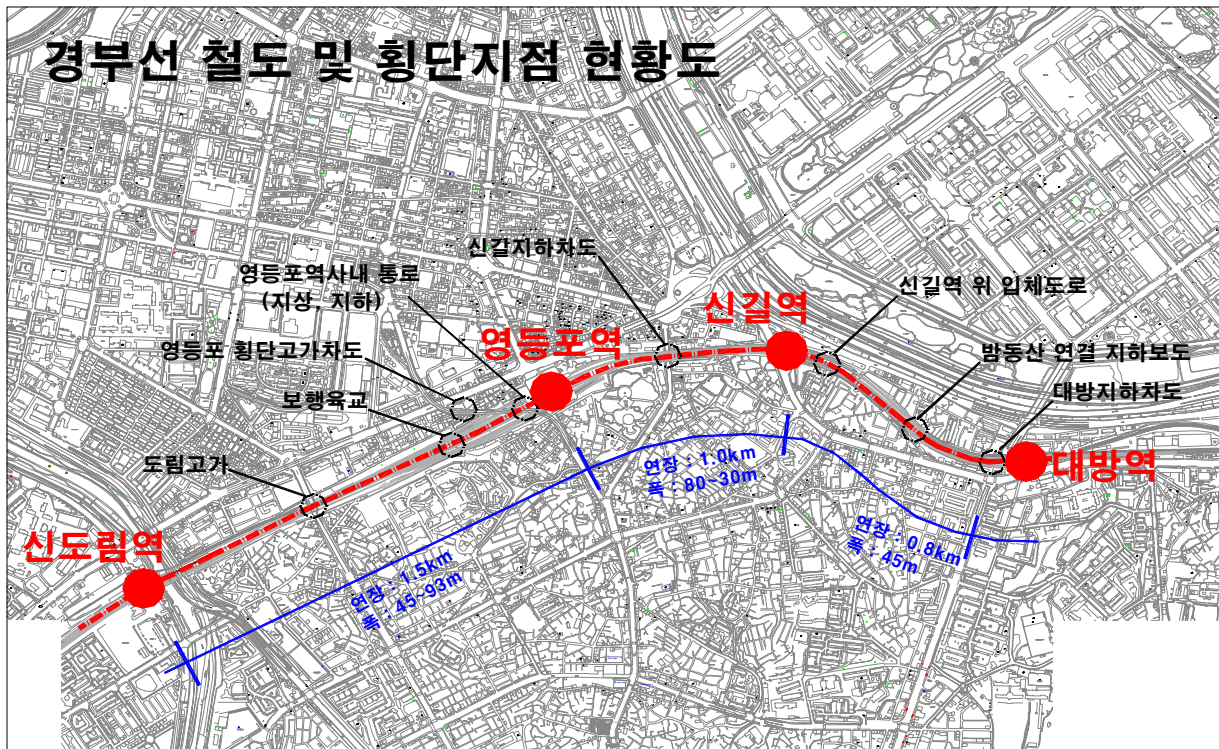 경부선 철도 및 횡단지점 현황도
신길지하차도
영등포역사내 통로
(지상, 지하)
신길역 위 입체도로
신길역
영등포역
영등포 횡단고가차도
밤동산 연결 지하보도
보행육교
대방지하차도
도림고가
대방역
연장 : 1.0km
폭 : 80~30m
연장 : 0.8km
폭 : 45m
신도림역
연장 : 1.5km
폭 : 45~93m